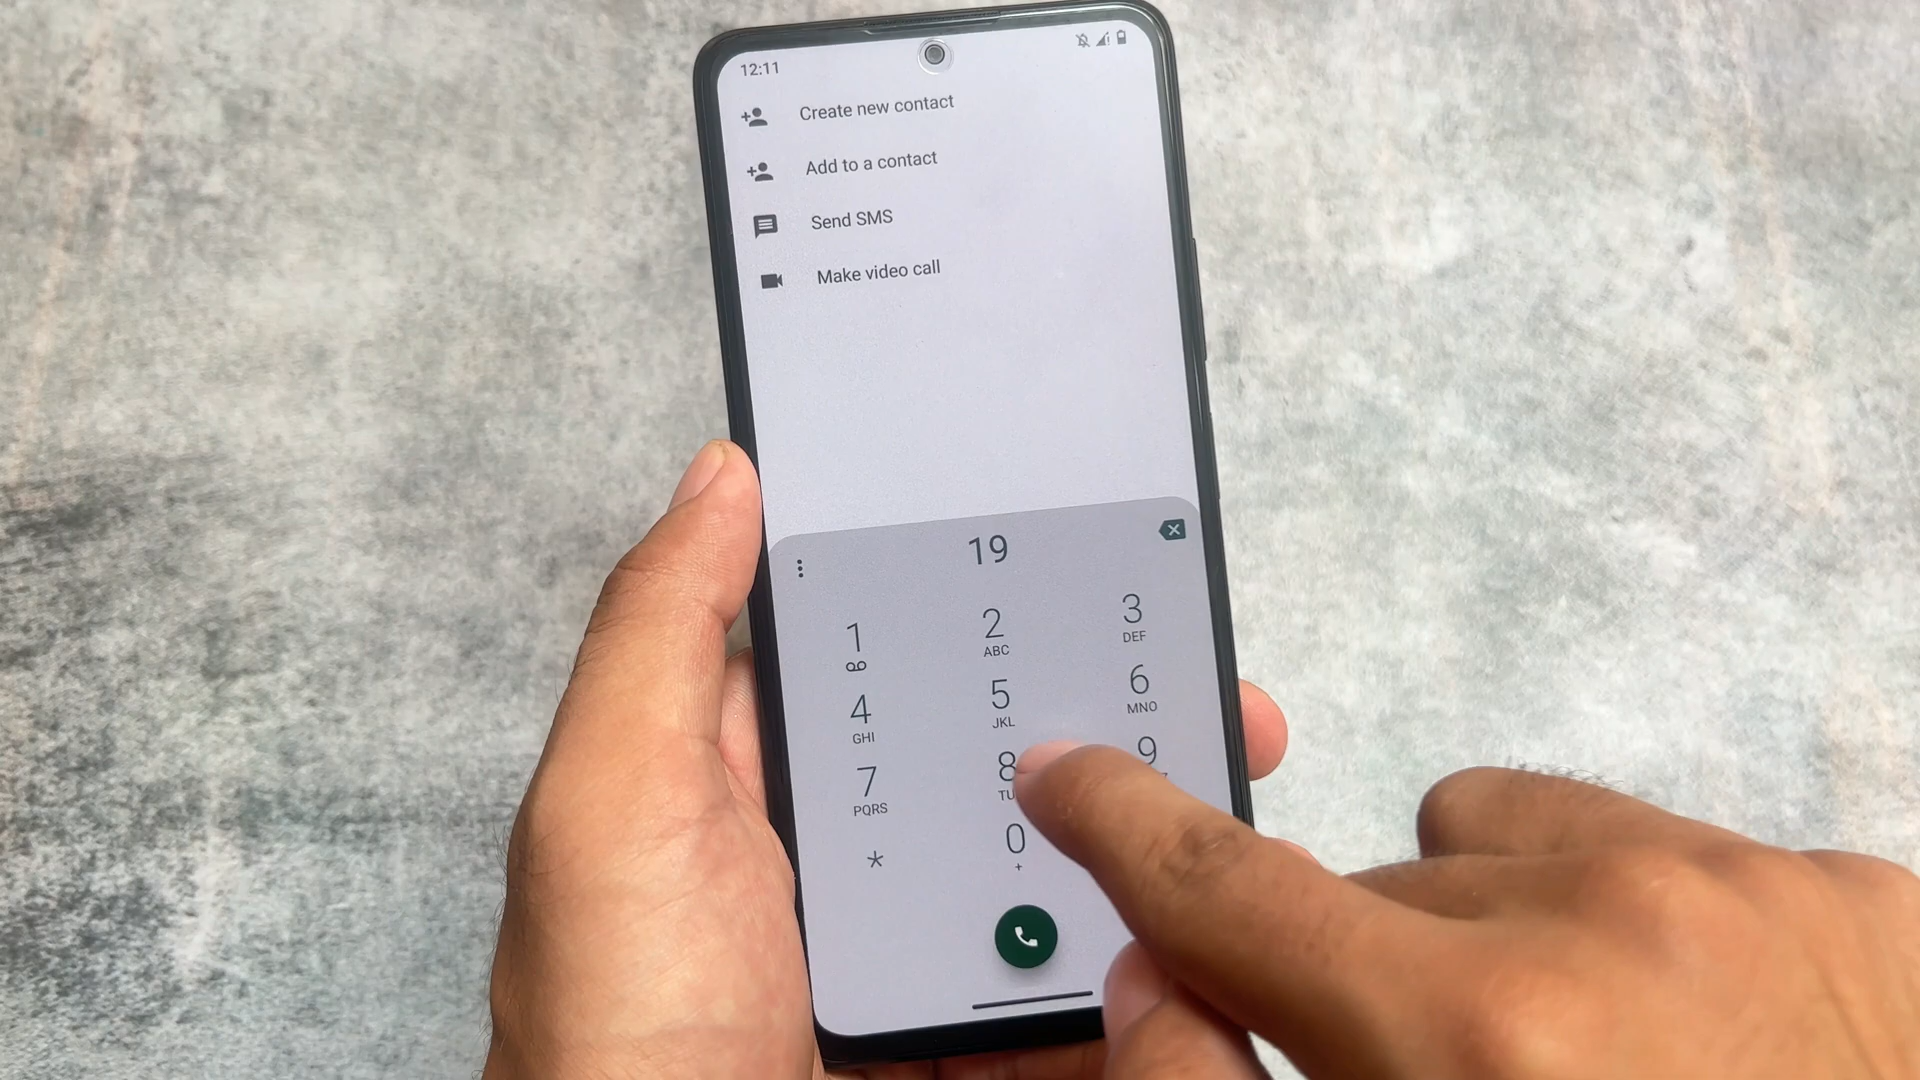 12:11
Create new contact
Add to a contact
Send SMS
Make video call
19
1 2 3
ABC DEF
4 5 6
GHI JKL MNO
7 8 9
PQRS TU
* 0
+